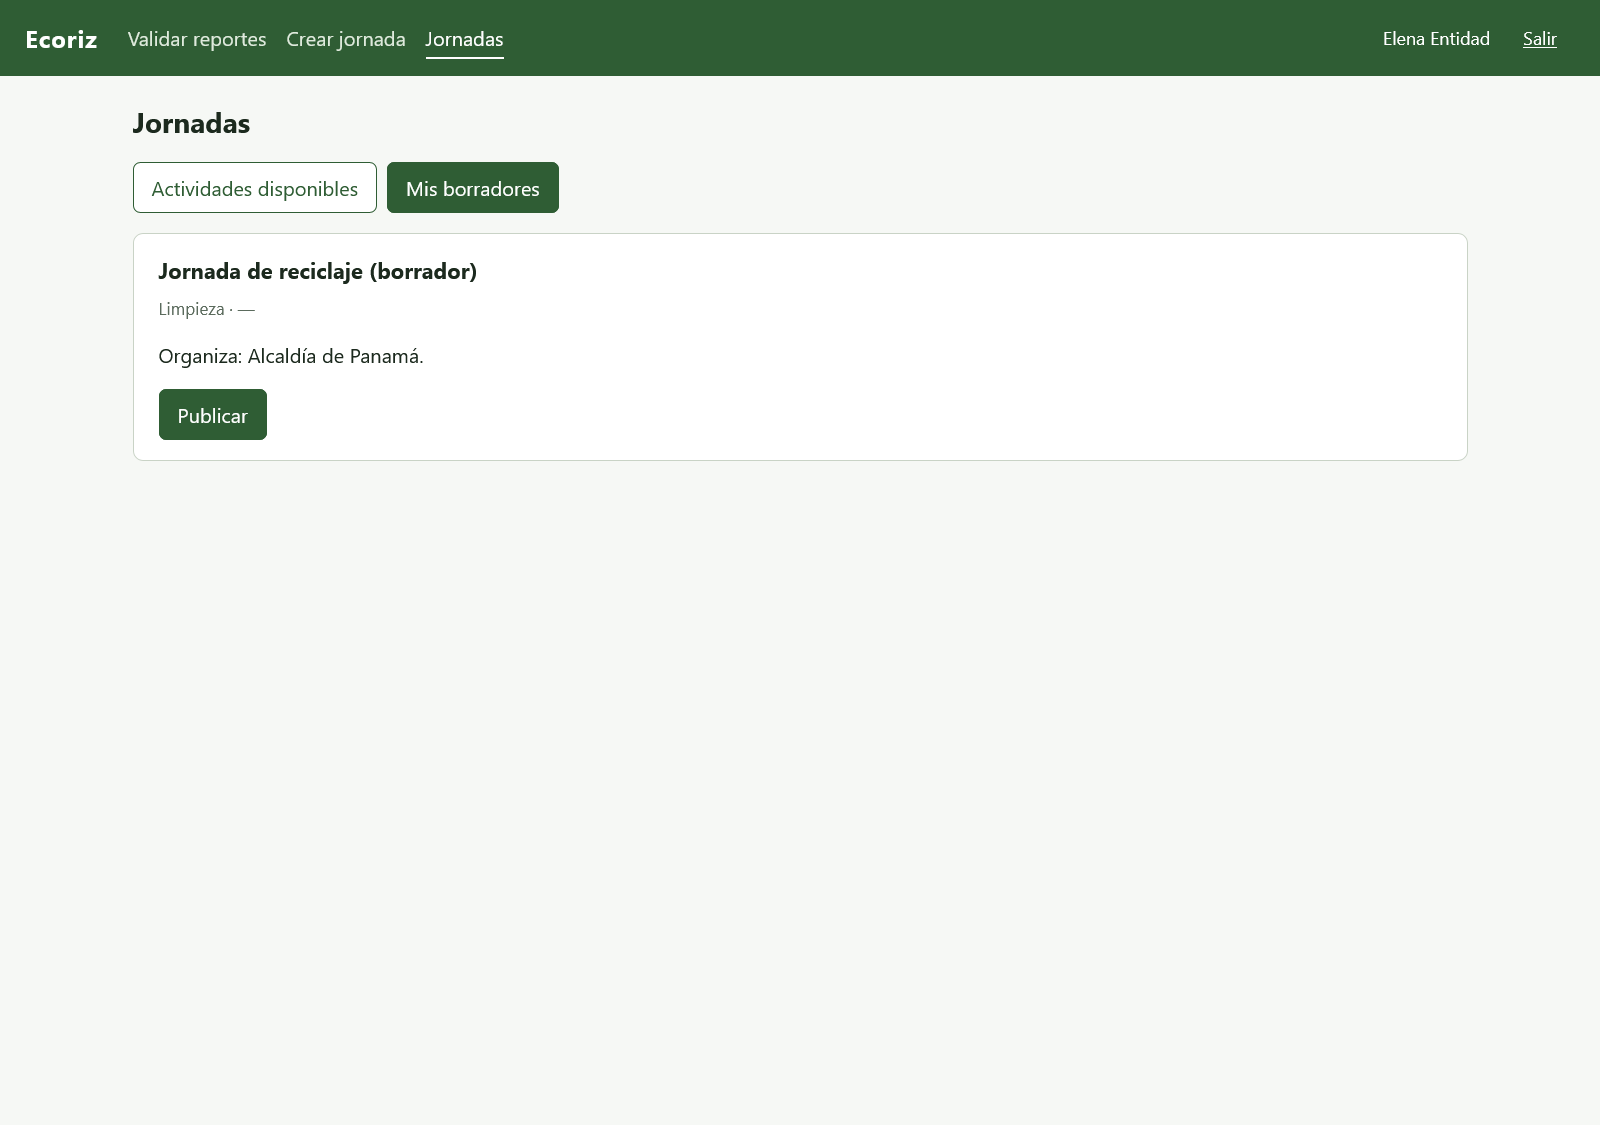 Ecoriz Validar reportes Crear jornada Jornadas Elena Entidad Salir
Jornadas
Actividades disponibles Mis borradores
Jornada de reciclaje (borrador)
Limpieza · —
Organiza: Alcaldía de Panamá.
Publicar